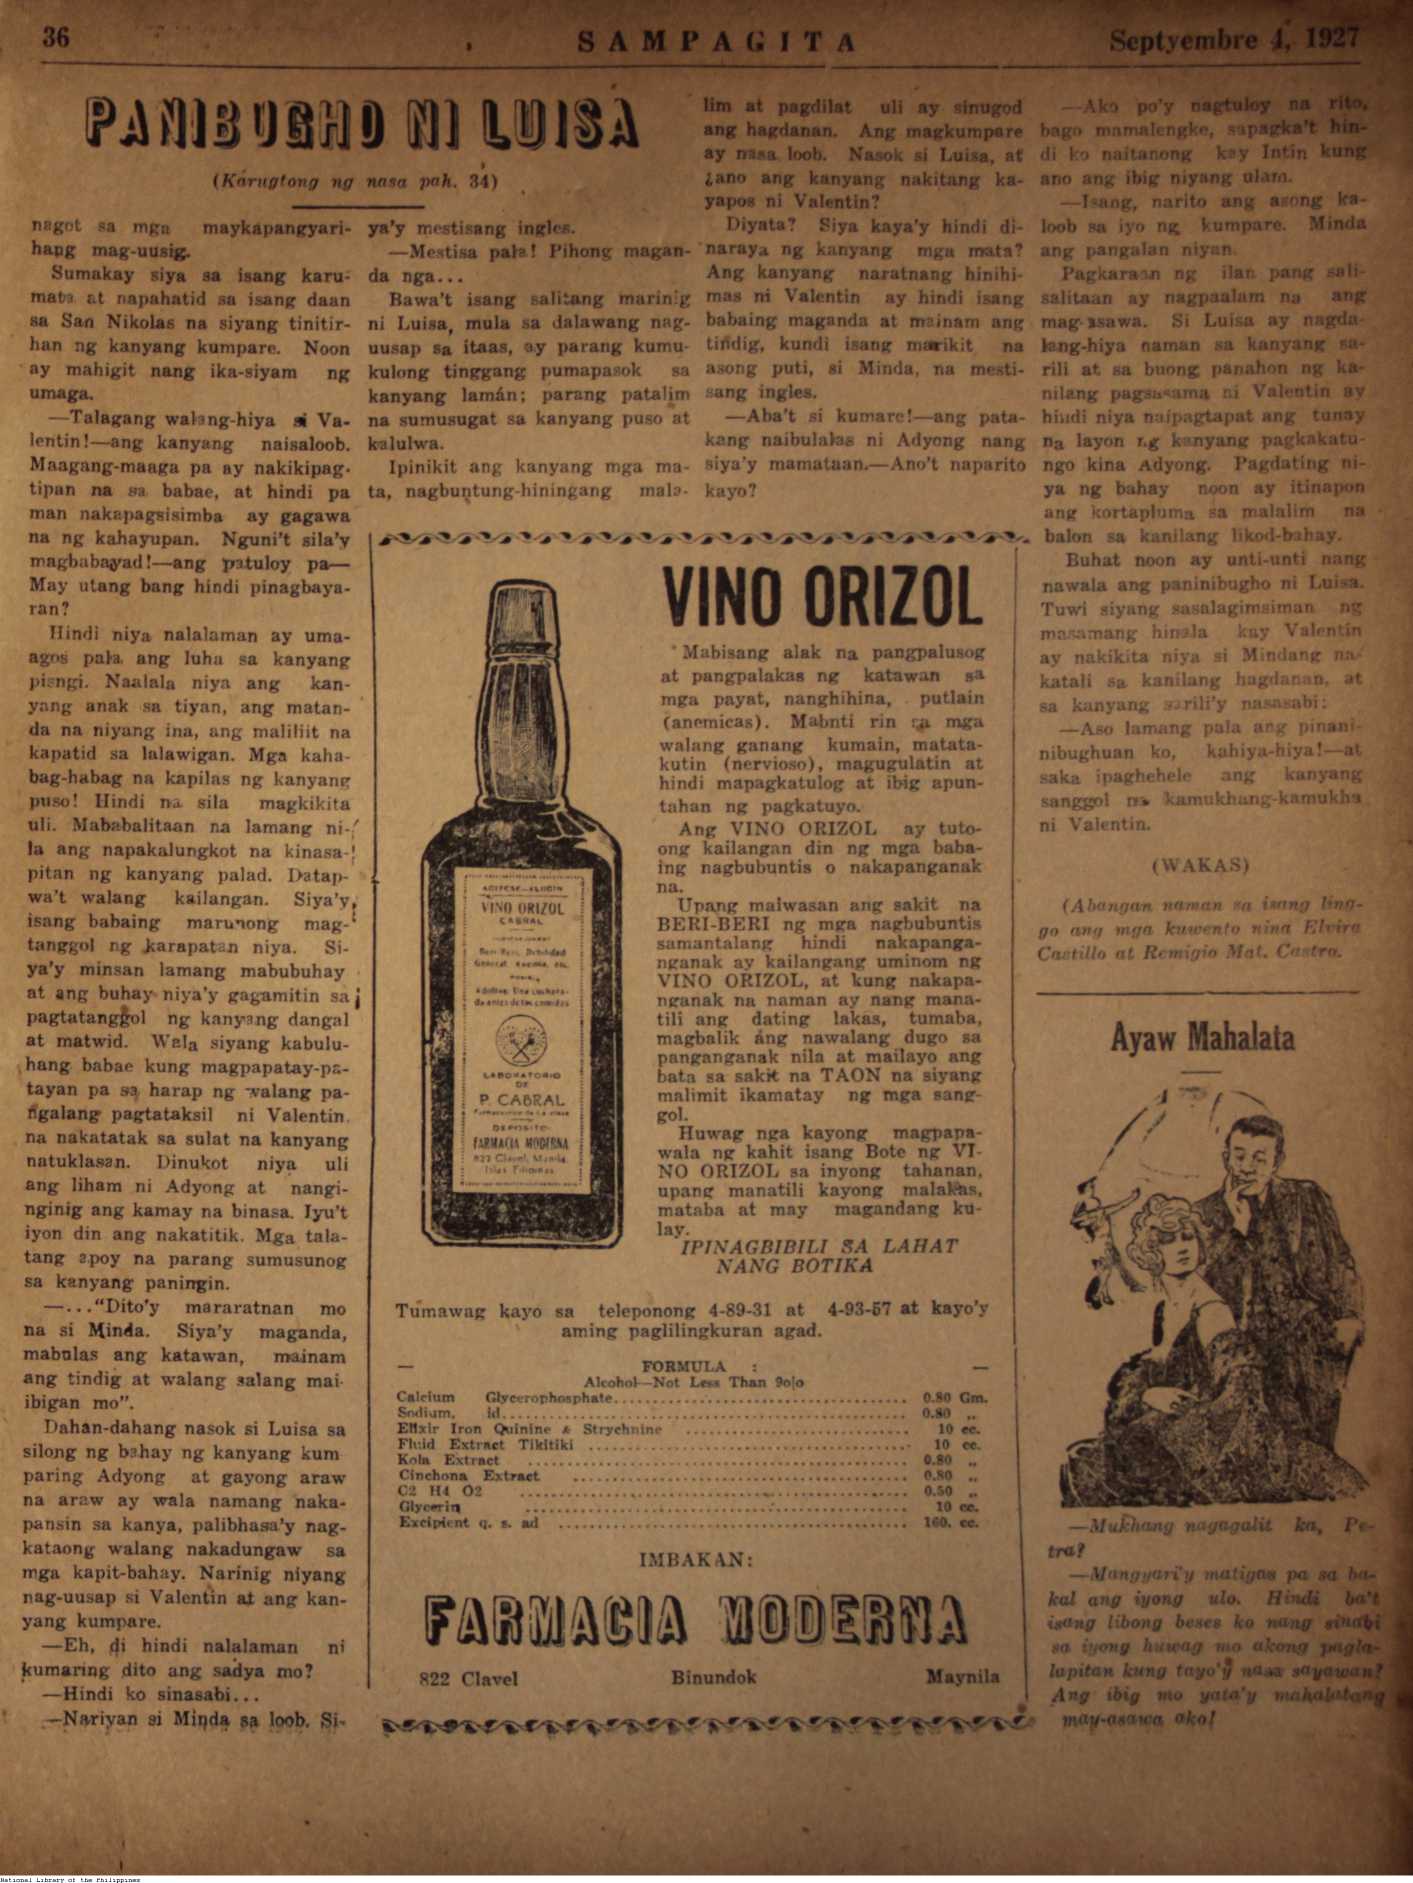 36
SAMPAGITA
Septyembre 4, 1927
PANIBUGHO NI LUISA
(Karugtong ng nasa pah. 34)
nagot sa mga maykapangyari-
hang mag-uusig.
Sumakay siya sa isang karu-
mata at napahatid sa isang daan
sa San Nikolas na siyang tinitir-
han ng kanyang kumpare. Noon
ay mahigit nang ika-siyam ng
umaga.
—Talagang walang-hiya si Va-
lentin!—ang kanyang naisaloob.
Maagang-maaga pa ay nakikipag-
tipan na sa babae, at hindi pa
man nakapagsisimba ay gagawa
na ng kahayupan. Nguni't sila'y
magbabayad!—ang patuloy pa—
May utang bang hindi pinagbaya-
ran?
Hindi niya nalalaman ay uma-
agos pala ang luha sa kanyang
pisngi. Naalala niya ang kan-
yang anak sa tiyan, ang matan-
da na niyang ina, ang maliliit na
kapatid sa lalawigan. Mga kaha-
bag-habag na kapilas ng kanyang
puso! Hindi na sila magkikita
uli. Mababalitaan na lamang ni-
la ang napakalungkot na kinasa-
pitan ng kanyang palad. Datap-
wa't walang kailangan. Siya'y
isang babaing marunong mag-
tanggol ng karapatan niya. Si-
ya'y minsan lamang mabubuhay
at ang buhay niya'y gagamitin sa
pagtatanggol ng kanyang dangal
at matwid. Wala siyang kabulu-
hang babae kung magpapatay-pa-
tayan pa sa harap ng walang pa-
ñgalang pagtataksil ni Valentin
na nakatatak sa sulat na kanyang
natuklasan. Dinukot niya uli
ang liham ni Adyong at nangi-
nginig ang kamay na binasa. Iyu't
iyon din ang nakatitik. Mga tala-
tang apoy na parang sumusunog
sa kanyang paningin.
—..."Dito'y mararatnan mo
na si Minda. Siya'y maganda,
mabulas ang katawan, mainam
ang tindig at walang salang mai-
ibigan mo".
Dahan-dahang nasok si Luisa sa
silong ng bahay ng kanyang kum
paring Adyong at gayong araw
na araw ay wala namang naka-
pansin sa kanya, palibhasa'y nag-
kataong walang nakadungaw sa
mga kapit-bahay. Narinig niyang
nag-uusap si Valentin at ang kan-
yang kumpare.
—Eh, di hindi nalalaman ni
kumaring dito ang sadya mo?
—Hindi ko sinasabi...
—Nariyan si Minda sa loob. Si-
ya'y mestisang ingles.
—Mestisa pala! Pihong magan-
da nga...
Bawa't isang salitang marinig
ni Luisa, mula sa dalawang nag-
uusap sa itaas, ay parang kumu-
kulong tinggang pumapasok sa
kanyang lamán; parang patalim
na sumusugat sa kanyang puso at
kalulwa.
Ipinikit ang kanyang mga ma-
ta, nagbuntung-hiningang mala-
lim at pagdilat uli ay sinugod
ang hagdanan. Ang magkumpare
ay nasa loob. Nasok si Luisa, at
¿ano ang kanyang nakitang ka-
yapos ni Valentin?
Diyata? Siya kaya'y hindi di-
naraya ng kanyang mga mata?
Ang kanyang naratnang hinihi-
mas ni Valentin ay hindi isang
babaing maganda at mainam ang
tindig, kundi isang marikit na
asong puti, si Minda, na mesti-
sang ingles.
—Aba't si kumare!—ang pata-
kang naibulalas ni Adyong nang
siya'y mamataan.—Ano't naparito
kayo?
—Ako po'y nagtuloy na rito,
bago mamalengke, sapagka't hin-
di ko naitanong kay Intin kung
ano ang ibig niyang ulam.
—Isang, narito ang asong ka-
loob sa iyo ng kumpare. Minda
ang pangalan niyan.
Pagkaraan ng ilan pang sali-
salitaan ay nagpaalam na ang
mag-asawa. Si Luisa ay nagda-
lang-hiya naman sa kanyang sa-
rili at sa buong panahon ng ka-
nilang pagsasama ni Valentin ay
hindi niya naipagtapat ang tunay
na layon ng kanyang pagkakatu-
ngo kina Adyong. Pagdating ni-
ya ng bahay noon ay itinapon
ang kortapluma sa malalim na
balon sa kanilang likod-bahay.
Buhat noon ay unti-unti nang
nawala ang paninibugho ni Luisa.
Tuwi siyang sasalagimsiman ng
masamang hinala kay Valentin
ay nakikita niya si Mindang na-
katali sa kanilang hagdanan, at
sa kanyang sarili'y nasasabi:
—Aso lamang pala ang pinani-
nibughuan ko, kahiya-hiya!—at
saka ipaghehele ang kanyang
sanggol na kamukhang-kamukha
ni Valentin.
(WAKAS)
(Abangan naman sa isang ling-
go ang mga kuwento nina Elvira
Castillo at Remigio Mat. Castro.
VINO ORIZOL
Mabisang alak na pangpalusog
at pangpalakas ng katawan sa
mga payat, nanghihina, putlain
(anemicas). Mabnti rin sa mga
walang ganang kumain, matata-
kutin (nervioso), magugulatin at
hindi mapagkatulog at ibig apun-
tahan ng pagkatuyo.
Ang VINO ORIZOL ay tuto-
ong kailangan din ng mga baba-
ing nagbubuntis o nakapanganak
na.
Upang maiwasan ang sakit na
BERI-BERI ng mga nagbubuntis
samantalang hindi nakapanga-
nganak ay kailangang uminom ng
VINO ORIZOL, at kung nakapa-
nganak na naman ay nang mana-
tili ang dating lakas, tumaba,
magbalik ang nawalang dugo sa
panganganak nila at mailayo ang
bata sa sakit na TAON na siyang
malimit ikamatay ng mga sang-
gol.
Huwag nga kayong magpapa-
wala ng kahit isang Bote ng VI-
NO ORIZOL sa inyong tahanan,
upang manatili kayong malakas,
mataba at may magandang ku-
lay.
IPINAGBIBILI SA LAHAT
NANG BOTIKA
VINO ORIZOL
CABRAL
Beri-Beri, Debilidad
General, Anemia, etc.
LABORATORIO
DE
P. CABRAL
DEPOSITO
FARMACIA MODERNA
822 Clavel, Manila
Islas Filipinas
Tumawag kayo sa teleponong 4-89-31 at 4-93-57 at kayo'y
aming paglilingkuran agad.
FORMULA :
Alcohol—Not Less Than 9o|o
Calcium Glycerophosphate 0.80 Gm.
Sodium, id. 0.80 ,,
Elixir Iron Quinine & Strychnine 10 cc.
Fluid Extract Tikitiki 10 cc.
Kola Extract 0.80 ,,
Cinchona Extract 0.80 ,,
C2 H4 O2 0.50 ,,
Glycerin 10 cc.
Excipient q. s. ad 160. cc.
IMBAKAN:
FARMACIA MODERNA
822 Clavel Binundok Maynila
Ayaw Mahalata
—Mukhang nagagalit ka, Pe-
tra?
—Mangyari'y matigas pa sa ba-
kal ang iyong ulo. Hindi ba't
isang libong beses ko nang sinabi
sa iyong huwag mo akong pagla-
lapitan kung tayo'y nasa sayawan?
Ang ibig mo yata'y mahalatang
may-asawa ako!
National Library of the Philippines